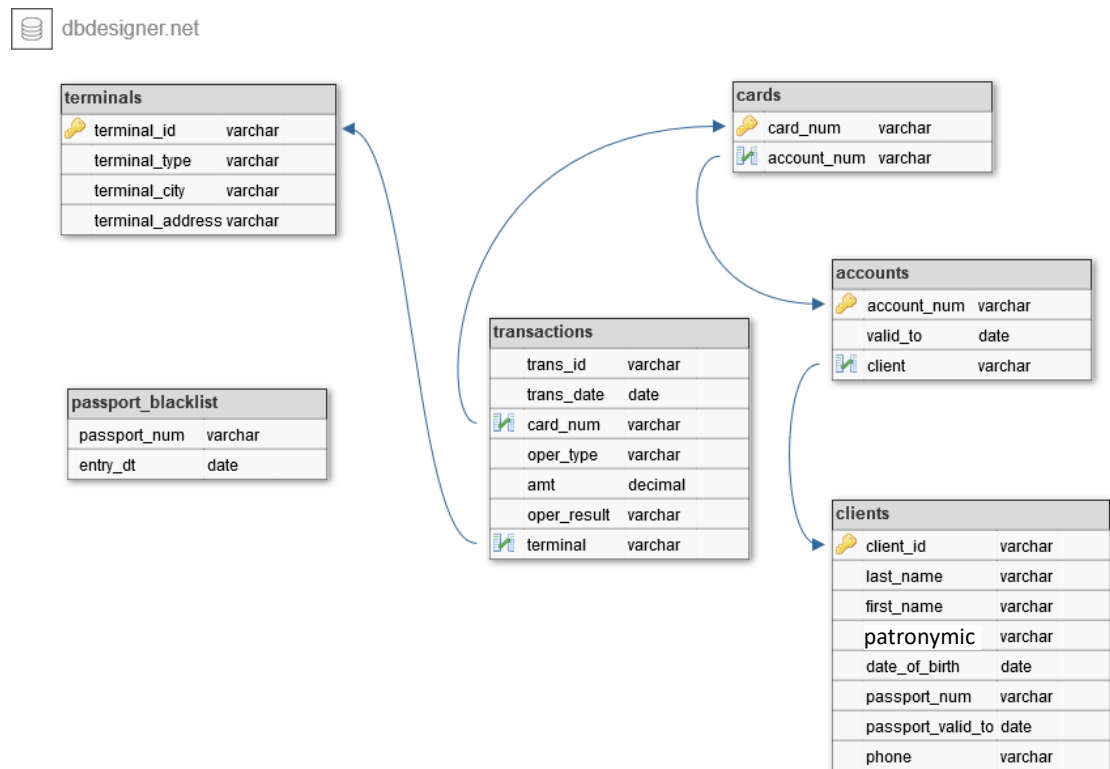 dbdesigner.net
terminals
terminal_id varchar
terminal_type varchar
terminal_city varchar
terminal_address varchar
cards
card_num varchar
account_num varchar
accounts
account_num varchar
valid_to date
client varchar
transactions
trans_id varchar
trans_date date
card_num varchar
oper_type varchar
amt decimal
oper_result varchar
terminal varchar
passport_blacklist
passport_num varchar
entry_dt date
clients
client_id varchar
last_name varchar
first_name varchar
patronymic varchar
date_of_birth date
passport_num varchar
passport_valid_to date
phone varchar